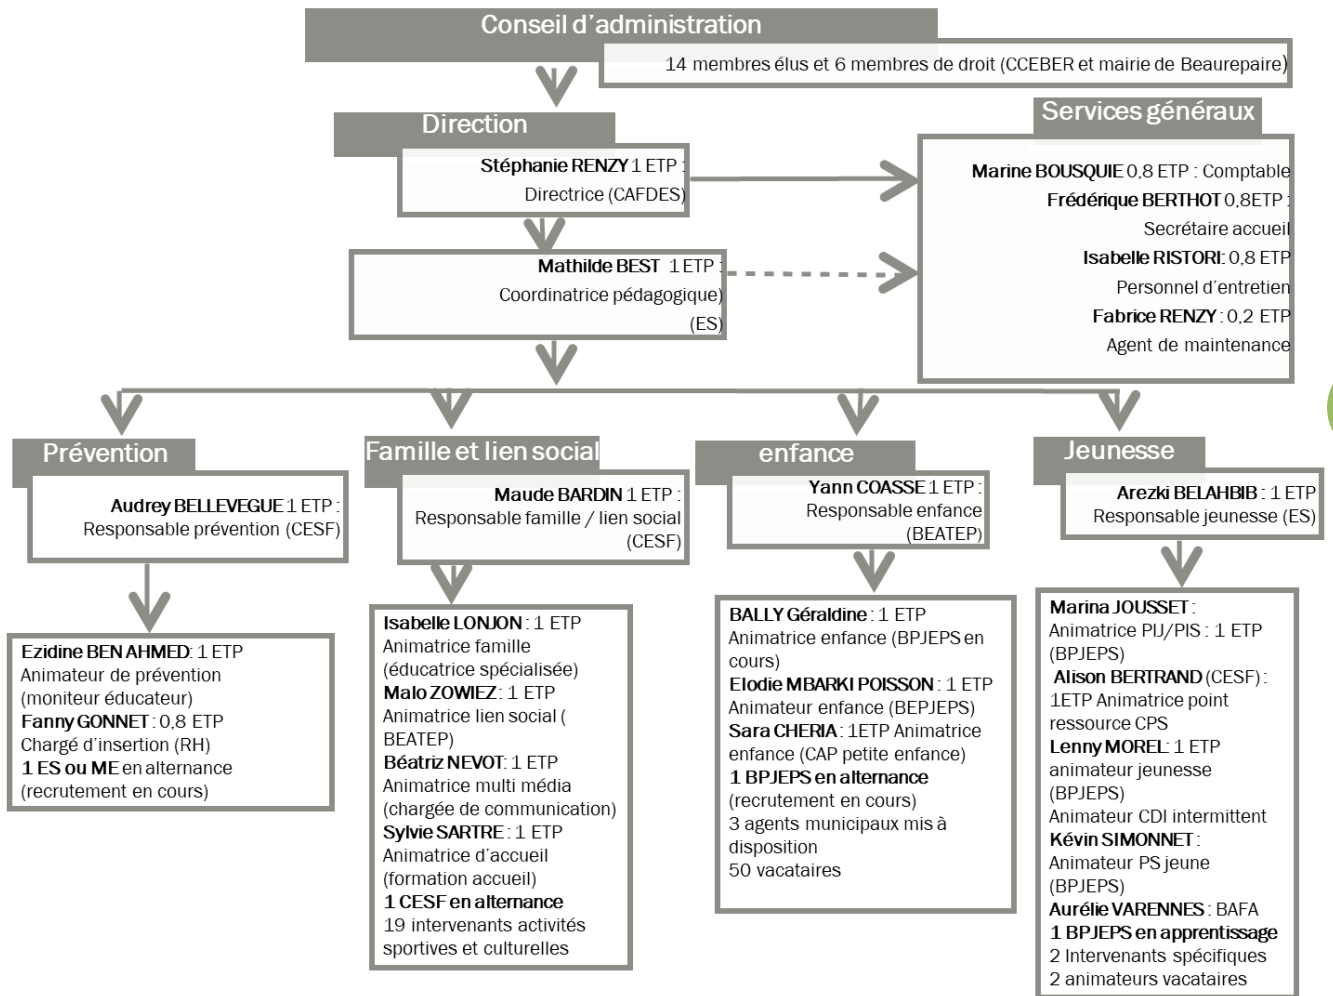 Conseil d'administration
14 membres élus et 6 membres de droit (CCEBER et mairie de Beaurepaire)
Direction
Stéphanie RENZY 1 ETP :
Directrice (CAFDES)
Services généraux
Marine BOUSQUIE 0,8 ETP : Comptable
Frédérique BERTHOT 0,8ETP :
Secrétaire accueil
Isabelle RISTORI: 0,8 ETP
Personnel d'entretien
Fabrice RENZY : 0,2 ETP
Agent de maintenance
Mathilde BEST 1 ETP :
Coordinatrice pédagogique)
(ES)
Prévention
Audrey BELLEVEGUE 1 ETP :
Responsable prévention (CESF)
Ezidine BEN AHMED: 1 ETP
Animateur de prévention
(moniteur éducateur)
Fanny GONNET : 0,8 ETP
Chargé d'insertion (RH)
1 ES ou ME en alternance
(recrutement en cours)
Famille et lien social
Maude BARDIN 1 ETP :
Responsable famille / lien social
(CESF)
Isabelle LONJON : 1 ETP
Animatrice famille
(éducatrice spécialisée)
Malo ZOWIEZ : 1 ETP
Animatrice lien social (
BEATEP)
Béatriz NEVOT: 1 ETP
Animatrice multi média
(chargée de communication)
Sylvie SARTRE : 1 ETP
Animatrice d'accueil
(formation accueil)
1 CESF en alternance
19 intervenants activités
sportives et culturelles
enfance
Yann COASSE 1 ETP :
Responsable enfance
(BEATEP)
BALLY Géraldine : 1 ETP
Animatrice enfance (BPJEPS en
cours)
Elodie MBARKI POISSON : 1 ETP
Animateur enfance (BEPJEPS)
Sara CHERIA : 1ETP Animatrice
enfance (CAP petite enfance)
1 BPJEPS en alternance
(recrutement en cours)
3 agents municipaux mis à
disposition
50 vacataires
Jeunesse
Arezki BELAHBIB : 1 ETP
Responsable jeunesse (ES)
Marina JOUSSET :
Animatrice PIJ/PIS : 1 ETP
(BPJEPS)
Alison BERTRAND (CESF) :
1ETP Animatrice point
ressource CPS
Lenny MOREL: 1 ETP
animateur jeunesse
(BPJEPS)
Animateur CDI intermittent
Kévin SIMONNET :
Animateur PS jeune
(BPJEPS)
Aurélie VARENNES : BAFA
1 BPJEPS en apprentissage
2 Intervenants spécifiques
2 animateurs vacataires